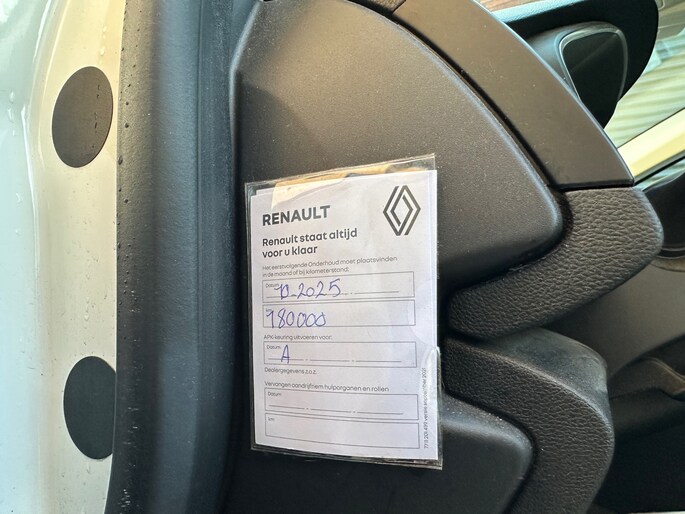 RENAULT
Renault staat altijd
voor u klaar
Het eerstvolgende Onderhoud moet plaatsvinden
in de maand of bij kilometerstand:
Datum: 2025
180000
APK-keuring uitvoeren voor:
Datum: A
Dealergegevens z.o.z.
Vervangen aandrijfriem hulporganen en rollen
Datum:
km: